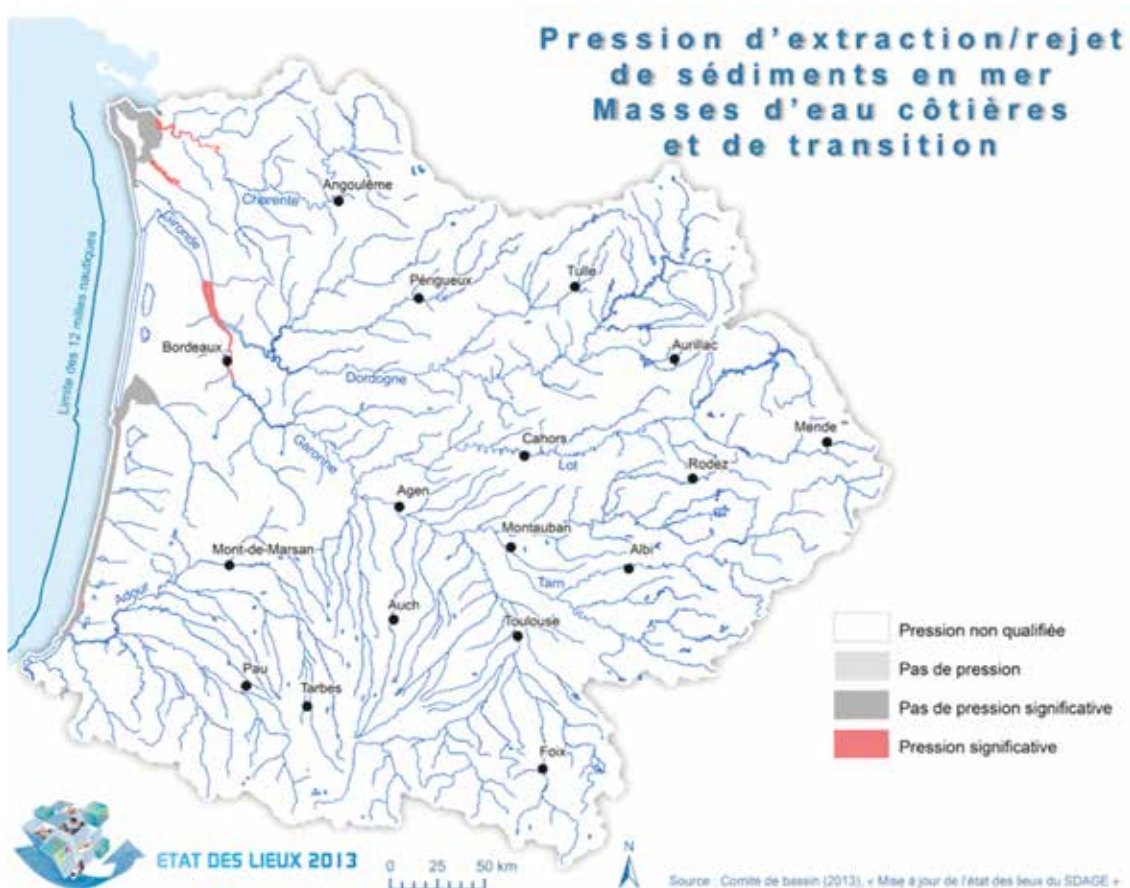 Pression d'extraction/rejet
de sédiments en mer
Masses d'eau côtières
et de transition
Limite des 12 milles nautiques
Angoulême
Charente
Gironde
Périgueux
Tulle
Bordeaux
Aurillac
Dordogne
Mende
Garonne
Cahors
Lot
Rodez
Agen
Montauban
Mont-de-Marsan
Albi
Adour
Tarn
Auch
Toulouse
Pau
Tarbes
Foix
Pression non qualifiée
Pas de pression
Pas de pression significative
Pression significative
ETAT DES LIEUX 2013
0 25 50 km
N
Source : Comité de bassin (2013), « Mise à jour de l'état des lieux du SDAGE »